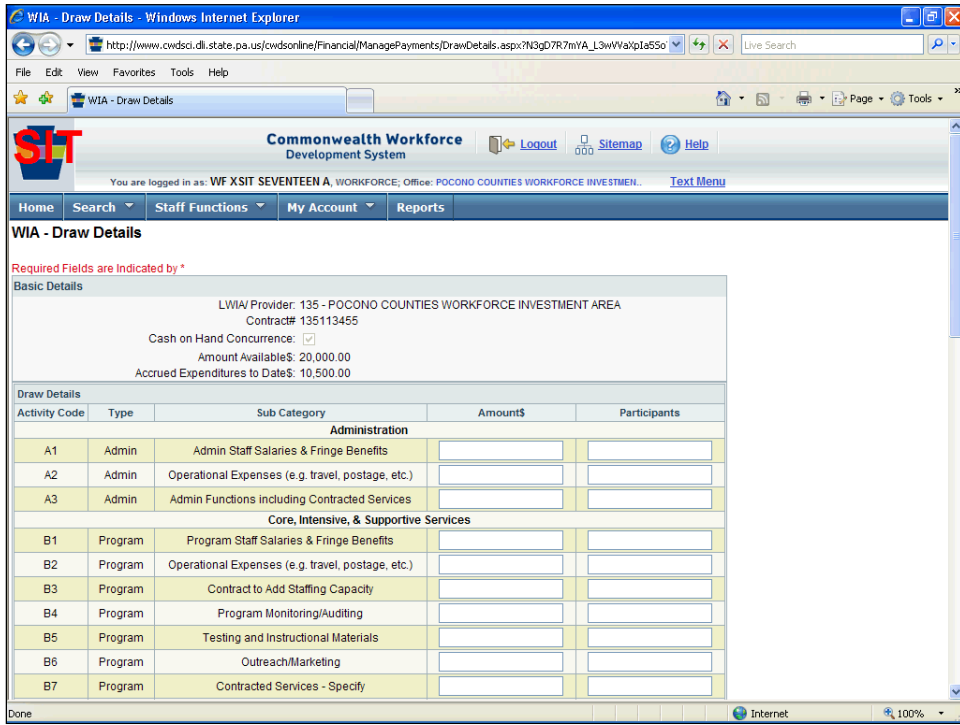 WIA - Draw Details - Windows Internet Explorer
http://www.cwdsci.dli.state.pa.us/cwdsonline/Financial/ManagePayments/DrawDetails.aspx?
Live Search
File Edit View Favorites Tools Help
WIA - Draw Details
Page Tools
SIT
Commonwealth Workforce
Development System
Logout Sitemap Help
You are logged in as: WF XSIT SEVENTEEN A, WORKFORCE; Office: POCONO COUNTIES WORKFORCE INVESTMEN..
Text Menu
Home Search Staff Functions My Account Reports
WIA - Draw Details
Required Fields are Indicated by *
Basic Details
LWIA/ Provider: 135 - POCONO COUNTIES WORKFORCE INVESTMENT AREA
Contract# 135113455
Cash on Hand Concurrence:
Amount Available$: 20,000.00
Accrued Expenditures to Date$: 10,500.00
Draw Details
Activity Code Type Sub Category Amount$ Participants
Administration
A1 Admin Admin Staff Salaries & Fringe Benefits
A2 Admin Operational Expenses (e.g. travel, postage, etc.)
A3 Admin Admin Functions including Contracted Services
Core, Intensive, & Supportive Services
B1 Program Program Staff Salaries & Fringe Benefits
B2 Program Operational Expenses (e.g. travel, postage, etc.)
B3 Program Contract to Add Staffing Capacity
B4 Program Program Monitoring/Auditing
B5 Program Testing and Instructional Materials
B6 Program Outreach/Marketing
B7 Program Contracted Services - Specify
Done
Internet
100%